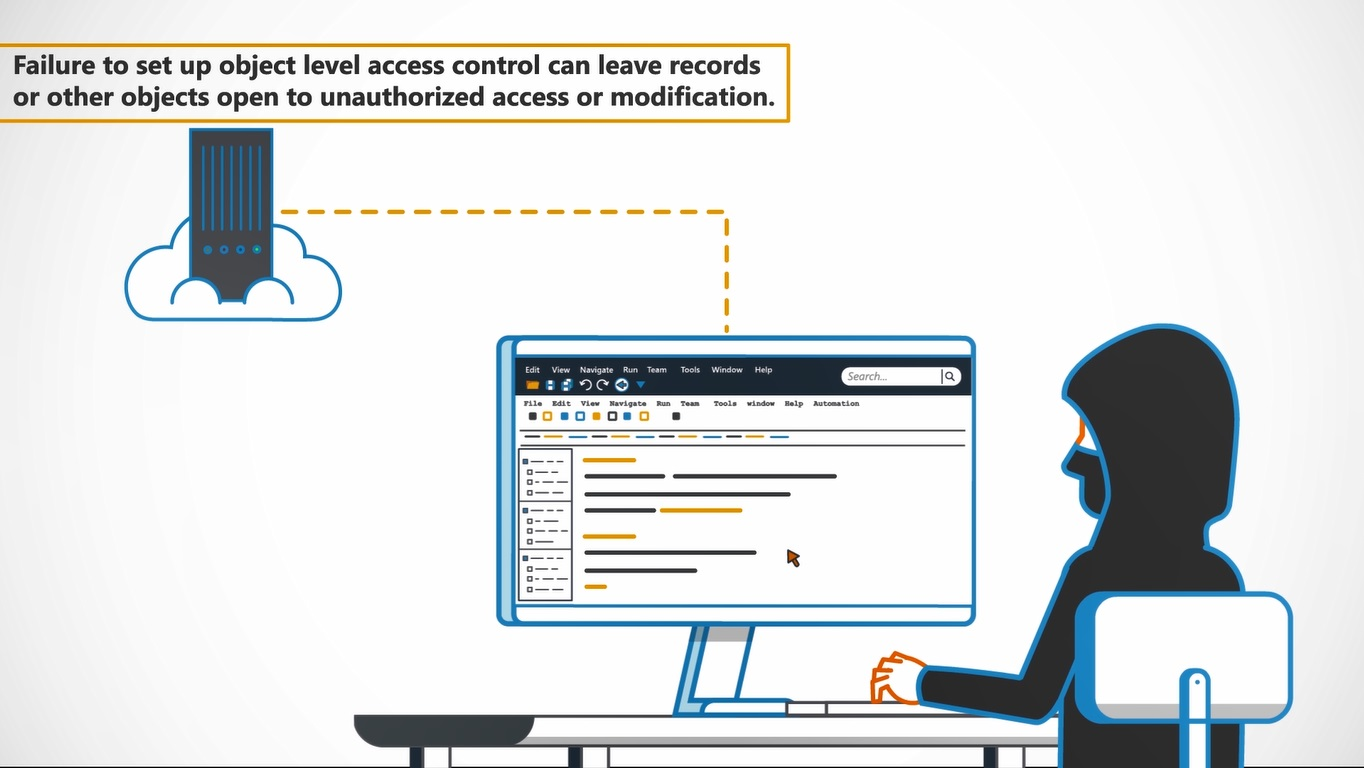 Failure to set up object level access control can leave records
or other objects open to unauthorized access or modification.
Edit View Navigate Run Team Tools Window Help
Search...
File Edit View Navigate Run Team Tools window Help Automation